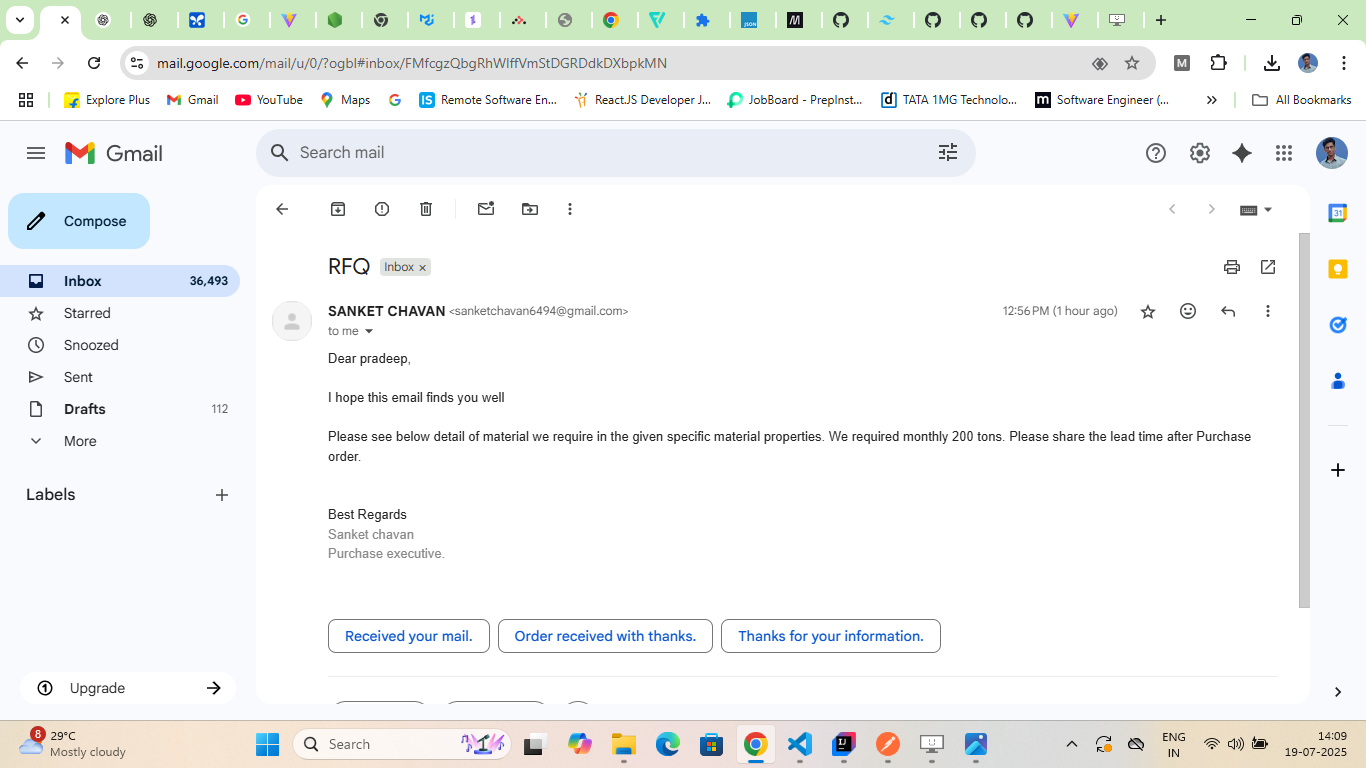 mail.google.com/mail/u/0/?ogbl#inbox/FMfcgzQbgRhWlffVmStDGRDdkDXbpkMN
M
Explore Plus
Gmail
YouTube
Maps
Remote Software En...
React.JS Developer J...
JobBoard - PrepInst...
TATA 1MG Technolo...
Software Engineer (...
All Bookmarks
Gmail
Search mail
Compose
Inbox 36,493
Starred
Snoozed
Sent
Drafts 112
More
Labels
Upgrade
RFQ
Inbox
SANKET CHAVAN <sanketchavan6494@gmail.com>
12:56 PM (1 hour ago)
to me
Dear pradeep,
I hope this email finds you well
Please see below detail of material we require in the given specific material properties. We required monthly 200 tons. Please share the lead time after Purchase
order.
Best Regards
Sanket chavan
Purchase executive.
Received your mail.
Order received with thanks.
Thanks for your information.
31
8
29°C
Mostly cloudy
Search
ENG
IN
14:09
19-07-2025